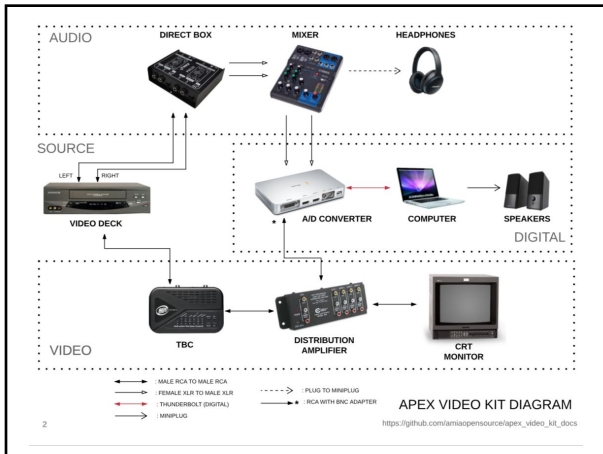 AUDIO
DIRECT BOX
MIXER
HEADPHONES
SOURCE
LEFT
RIGHT
VIDEO DECK
*
A/D CONVERTER
COMPUTER
SPEAKERS
DIGITAL
VIDEO
TBC
DISTRIBUTION
AMPLIFIER
CRT
MONITOR
: MALE RCA TO MALE RCA
: FEMALE XLR TO MALE XLR
: THUNDERBOLT (DIGITAL)
: MINIPLUG
: PLUG TO MINIPLUG
* : RCA WITH BNC ADAPTER
APEX VIDEO KIT DIAGRAM
2
https://github.com/amiaopensource/apex_video_kit_docs